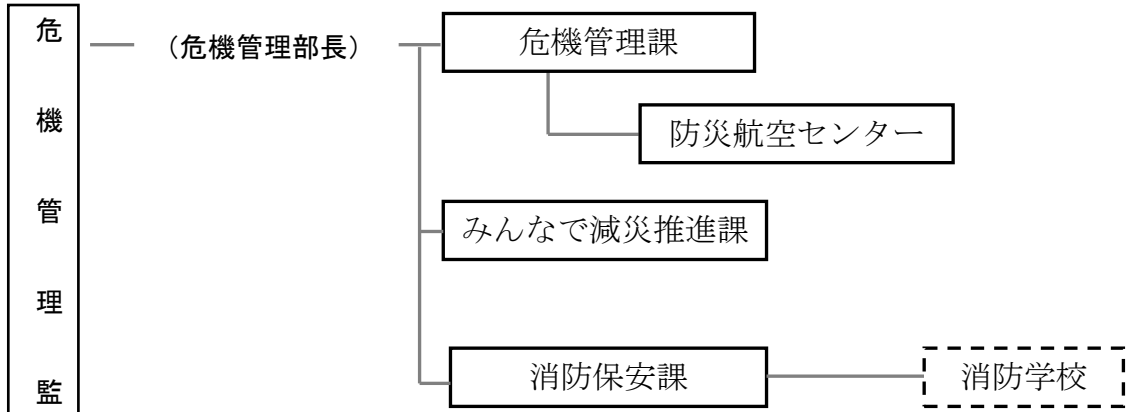 危機管理監
（危機管理部長）
危機管理課
防災航空センター
みんなで減災推進課
消防保安課
消防学校